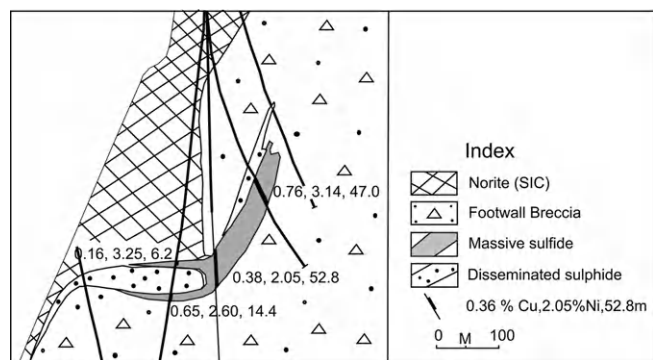 0.76, 3.14, 47.0
0.16, 3.25, 6.2
0.38, 2.05, 52.8
0.65, 2.60, 14.4
Index
Norite (SIC)
Footwall Breccia
Massive sulfide
Disseminated sulphide
0.36 % Cu,2.05%Ni,52.8m
0 M 100